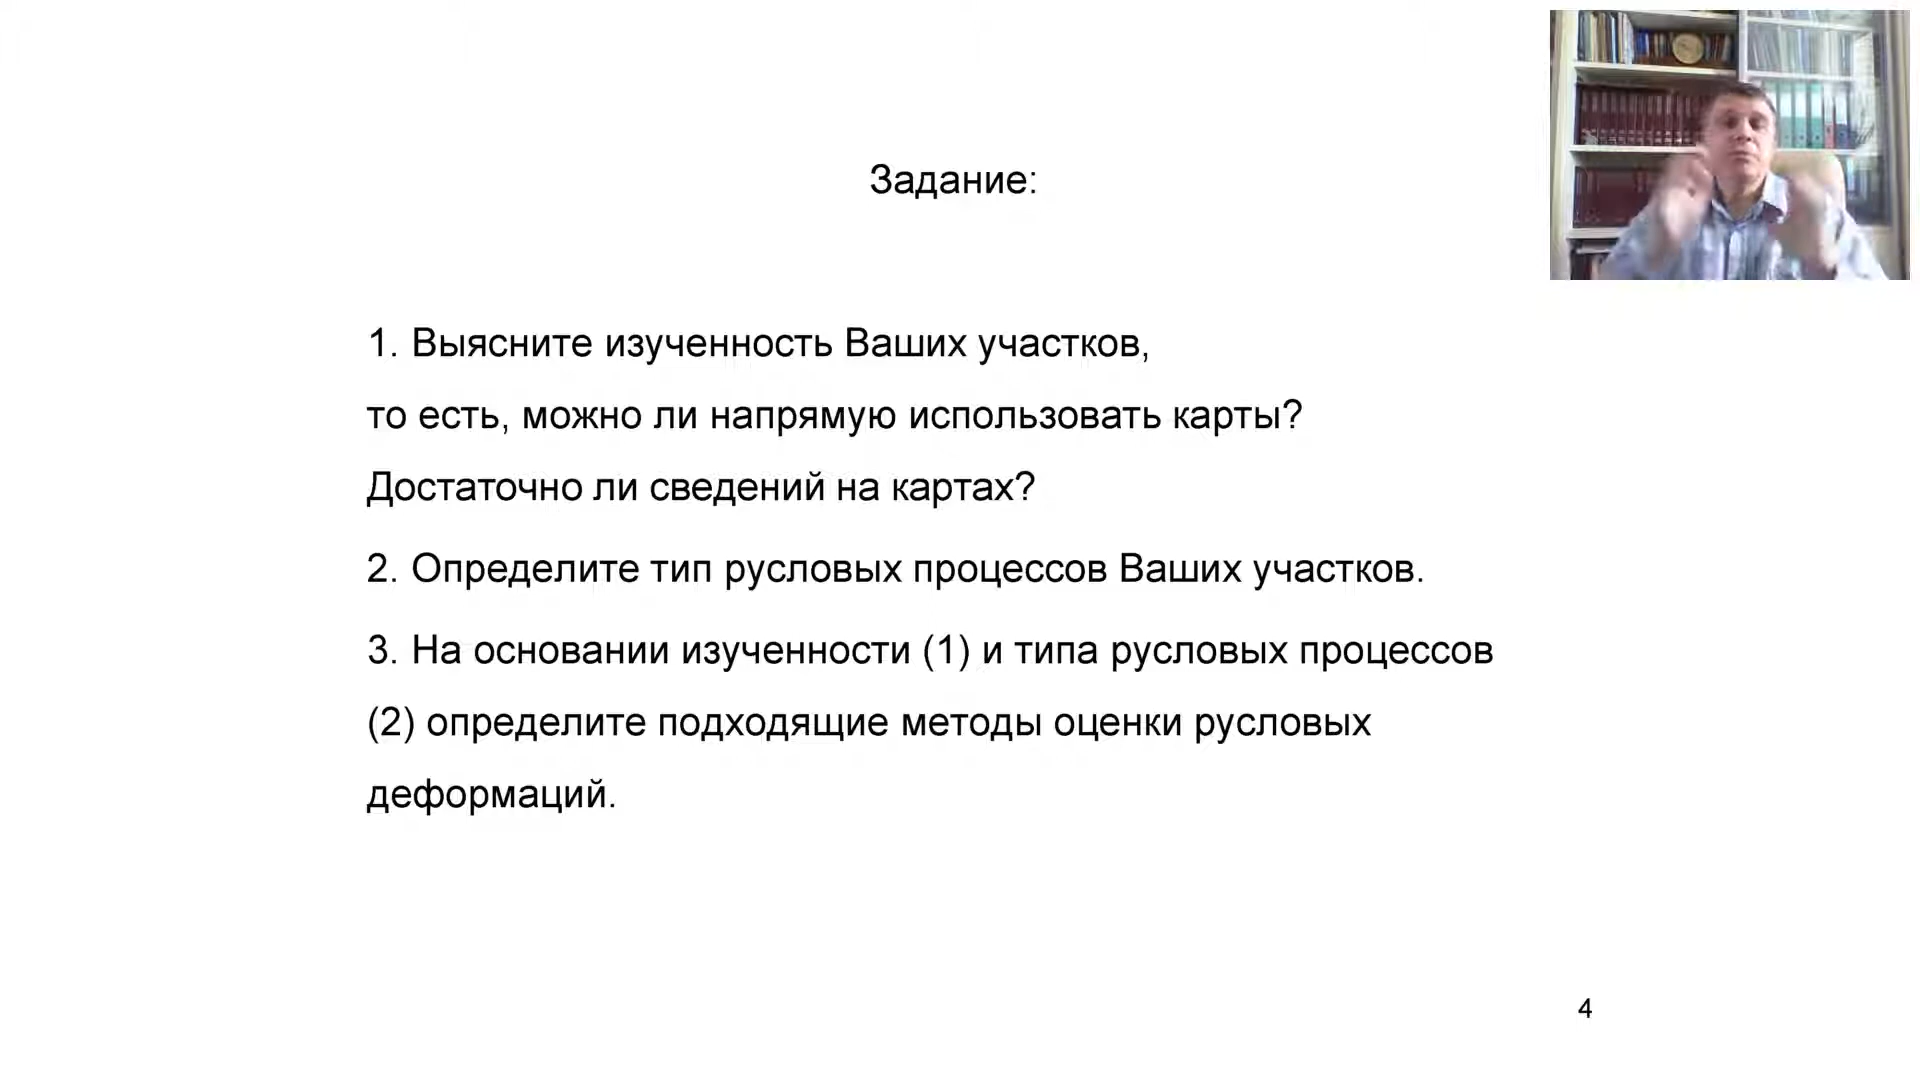 Задание:
1. Выясните изученность Ваших участков,
то есть, можно ли напрямую использовать карты?
Достаточно ли сведений на картах?
2. Определите тип русловых процессов Ваших участков.
3. На основании изученности (1) и типа русловых процессов
(2) определите подходящие методы оценки русловых
деформаций.
4